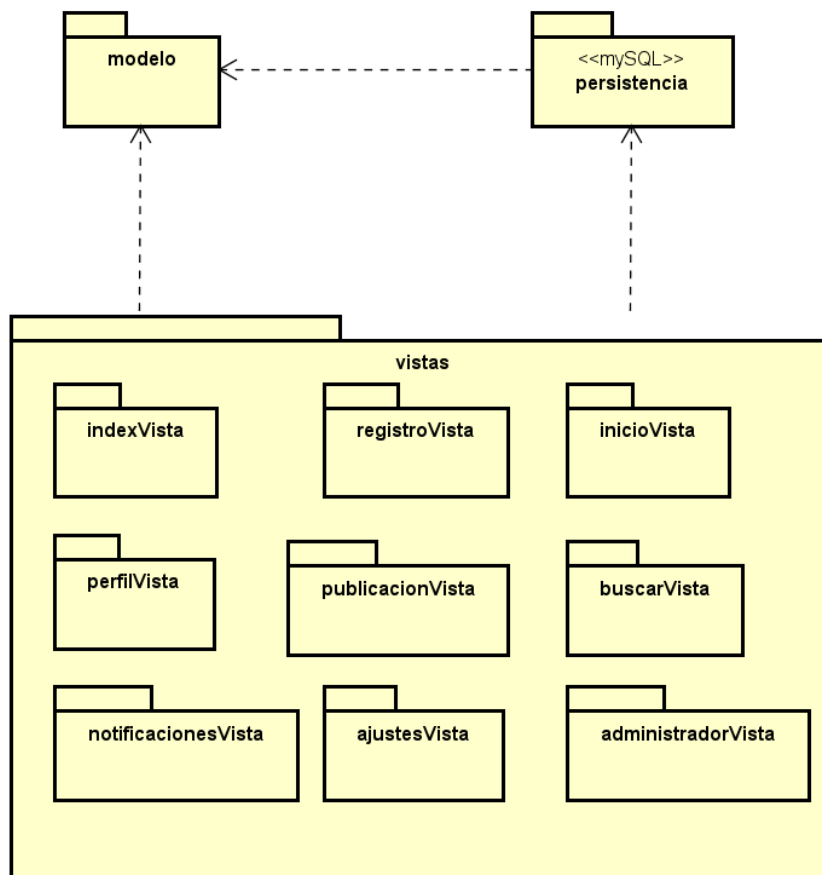 modelo
<<mySQL>>
persistencia
vistas
indexVista
registroVista
inicioVista
perfilVista
publicacionVista
buscarVista
notificacionesVista
ajustesVista
administradorVista